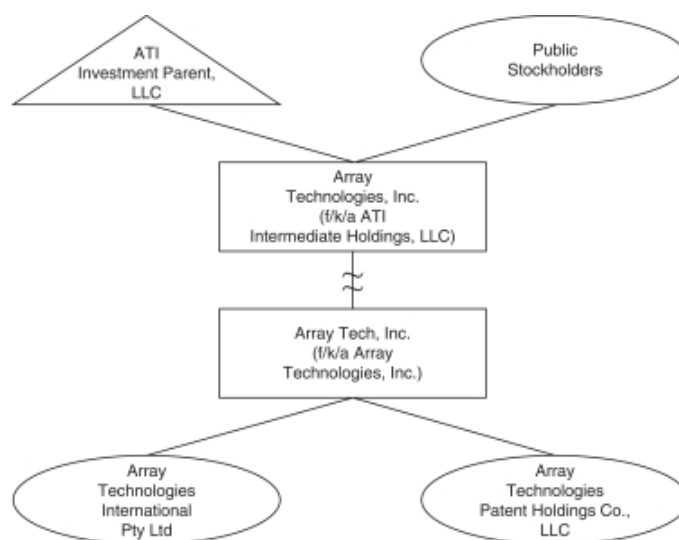 ATI
Investment Parent,
LLC
Public
Stockholders
Array
Technologies, Inc.
(f/k/a ATI
Intermediate Holdings, LLC)
Array Tech, Inc.
(f/k/a Array
Technologies, Inc.)
Array
Technologies
International
Pty Ltd
Array
Technologies
Patent Holdings Co.,
LLC